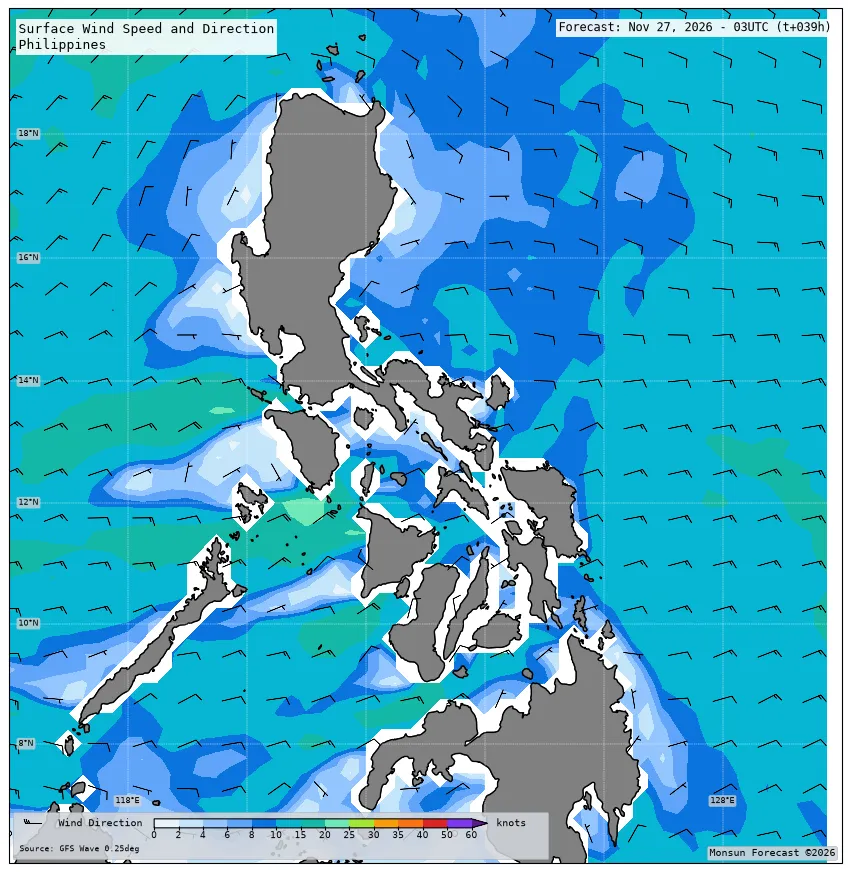 Surface Wind Speed and Direction
Philippines
Forecast: Nov 27, 2026 - 03UTC (t+039h)
18°N
16°N
14°N
12°N
10°N
8°N
118°E
128°E
Wind Direction
0 2 4 6 8 10 15 20 25 30 35 40 50 60
knots
Source: GFS Wave 0.25deg
Monsun Forecast ©2026